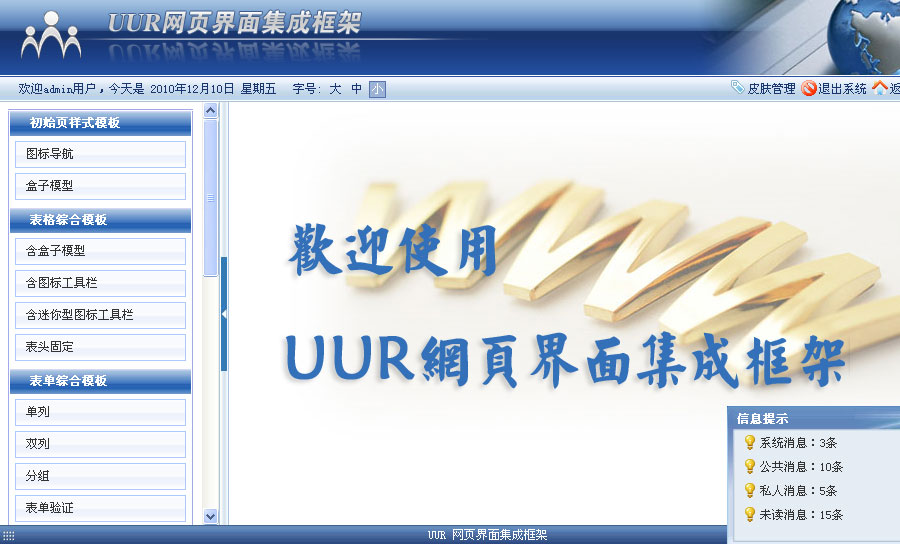 UUR网页界面集成框架
欢迎admin用户，今天是 2010年12月10日 星期五 字号: 大 中 小
皮肤管理 退出系统 返
初始页样式模板
图标导航
盒子模型
表格综合模板
含盒子模型
含图标工具栏
含迷你型图标工具栏
表头固定
表单综合模板
单列
双列
分组
表单验证
歡迎使用
UUR網頁界面集成框架
信息提示
系统消息：3条
公共消息：10条
私人消息：5条
未读消息：15条
UUR 网页界面集成框架